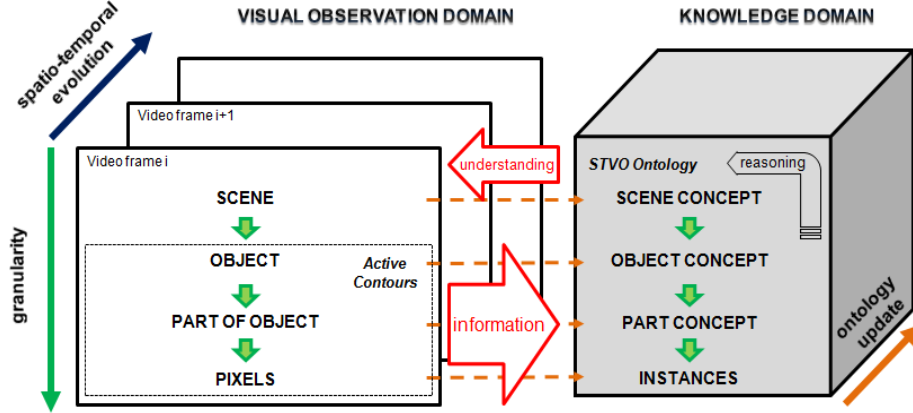 VISUAL OBSERVATION DOMAIN
KNOWLEDGE DOMAIN
spatio-temporal
evolution
granularity
Video frame i+1
Video frame i
understanding
STVO Ontology
reasoning
SCENE
SCENE CONCEPT
OBJECT
Active
Contours
OBJECT CONCEPT
PART OF OBJECT
information
PART CONCEPT
PIXELS
INSTANCES
ontology
update